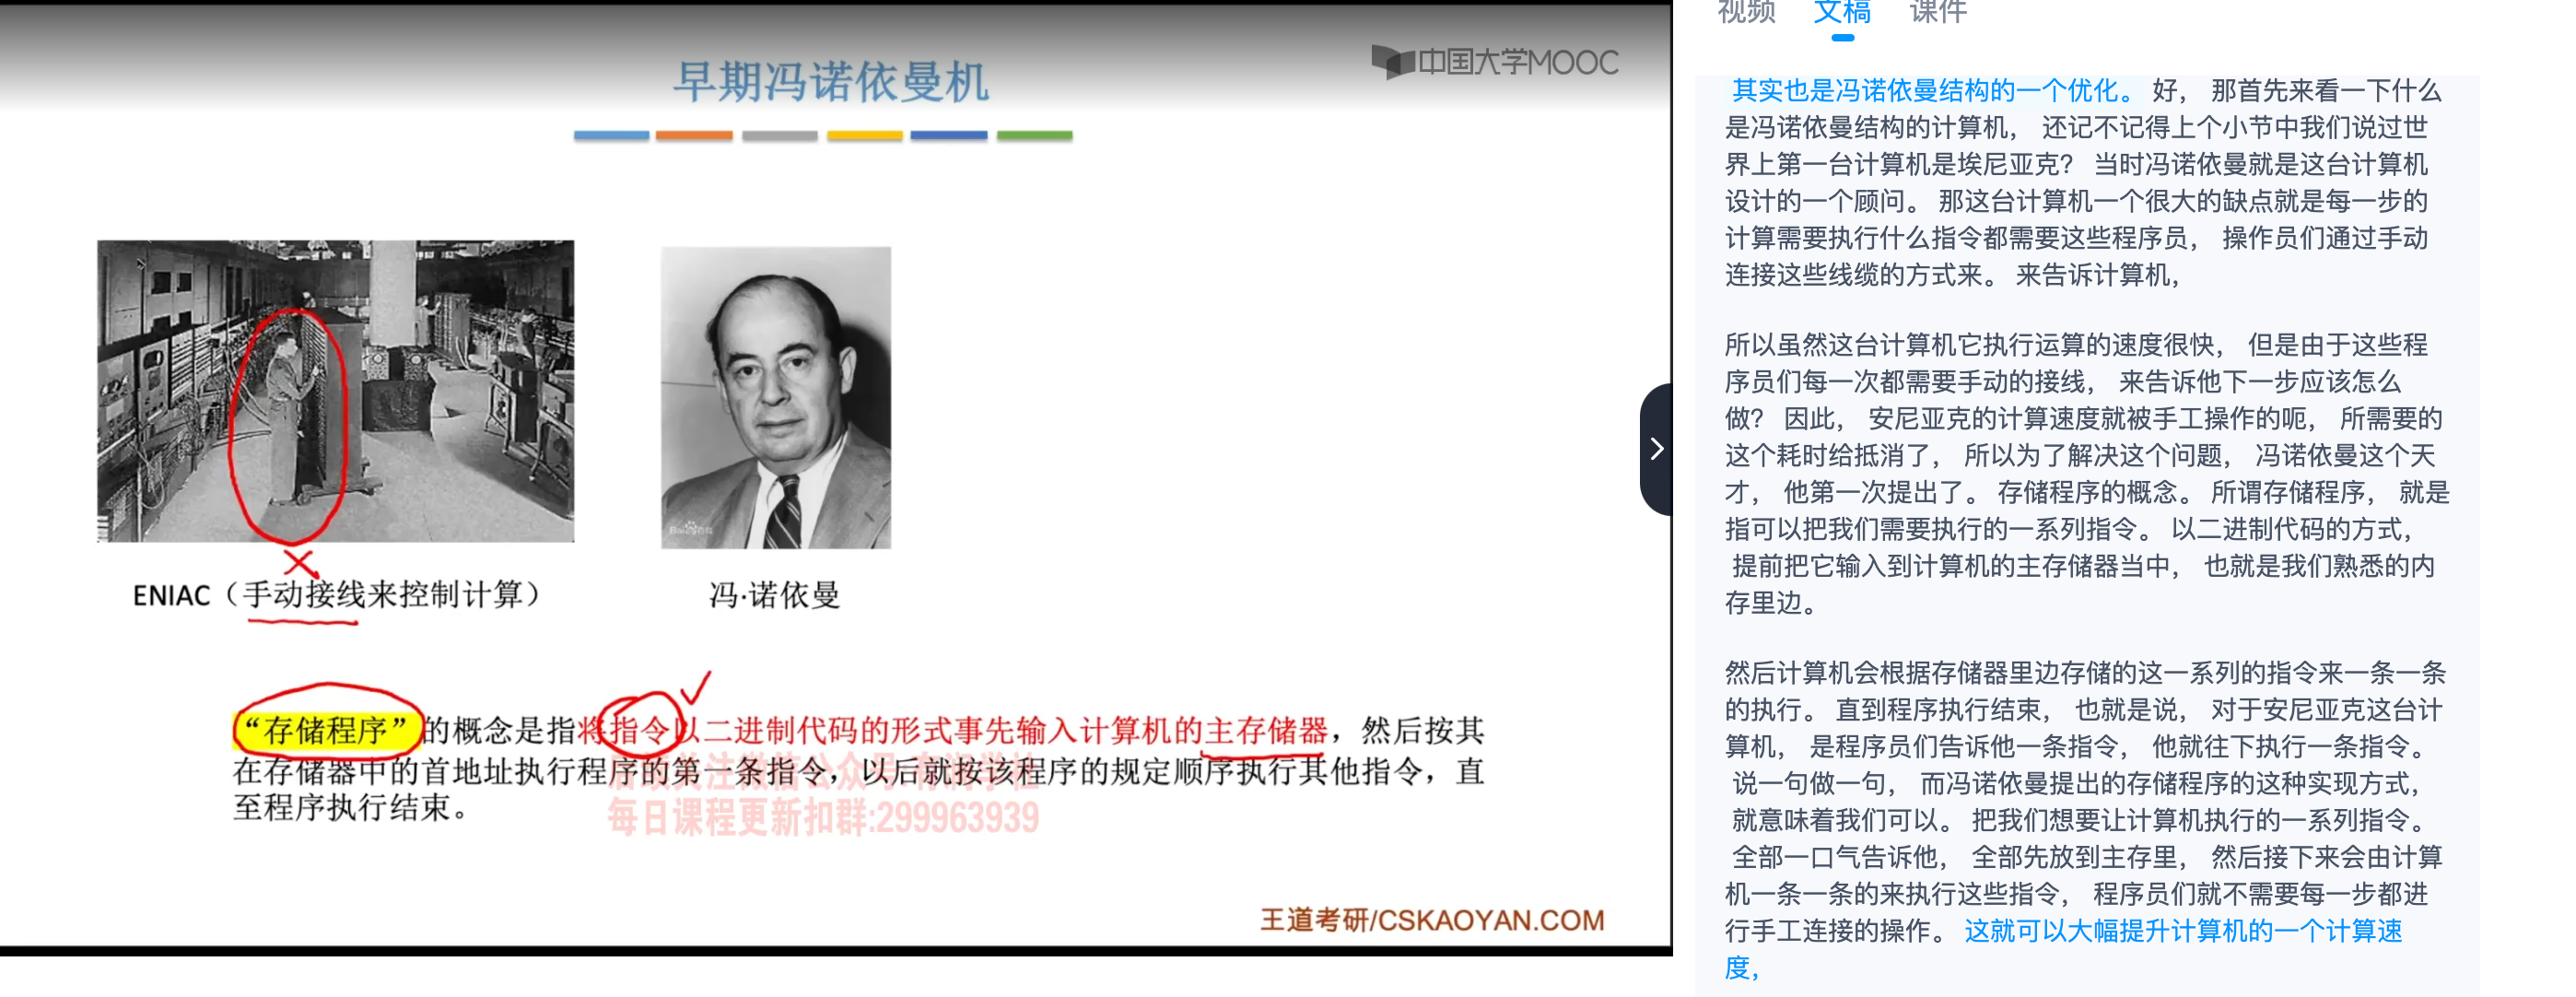 早期冯诺依曼机
中国大学MOOC
ENIAC（手动接线来控制计算）
冯·诺依曼
“存储程序”的概念是指将指令以二进制代码的形式事先输入计算机的主存储器，然后按其
在存储器中的首地址执行程序的第一条指令，以后就按该程序的规定顺序执行其他指令，直
至程序执行结束。
每日课程更新扣群:299963939
王道考研/CSKAOYAN.COM
视频 文稿 课件
其实也是冯诺依曼结构的一个优化。 好， 那首先来看一下什么
是冯诺依曼结构的计算机， 还记不记得上个小节中我们说过世
界上第一台计算机是埃尼亚克？ 当时冯诺依曼就是这台计算机
设计的一个顾问。 那这台计算机一个很大的缺点就是每一步的
计算需要执行什么指令都需要这些程序员， 操作员们通过手动
连接这些线缆的方式来。 来告诉计算机，
所以虽然这台计算机它执行运算的速度很快， 但是由于这些程
序员们每一次都需要手动的接线， 来告诉他下一步应该怎么
做？ 因此， 安尼亚克的计算速度就被手工操作的呃， 所需要的
这个耗时给抵消了， 所以为了解决这个问题， 冯诺依曼这个天
才， 他第一次提出了。 存储程序的概念。 所谓存储程序， 就是
指可以把我们需要执行的一系列指令。 以二进制代码的方式，
提前把它输入到计算机的主存储器当中， 也就是我们熟悉的内
存里边。
然后计算机会根据存储器里边存储的这一系列的指令来一条一条
的执行。 直到程序执行结束， 也就是说， 对于安尼亚克这台计
算机， 是程序员们告诉他一条指令， 他就往下执行一条指令。
说一句做一句， 而冯诺依曼提出的存储程序的这种实现方式，
就意味着我们可以。 把我们想要让计算机执行的一系列指令。
全部一口气告诉他， 全部先放到主存里， 然后接下来会由计算
机一条一条的来执行这些指令， 程序员们就不需要每一步都进
行手工连接的操作。 这就可以大幅提升计算机的一个计算速
度，